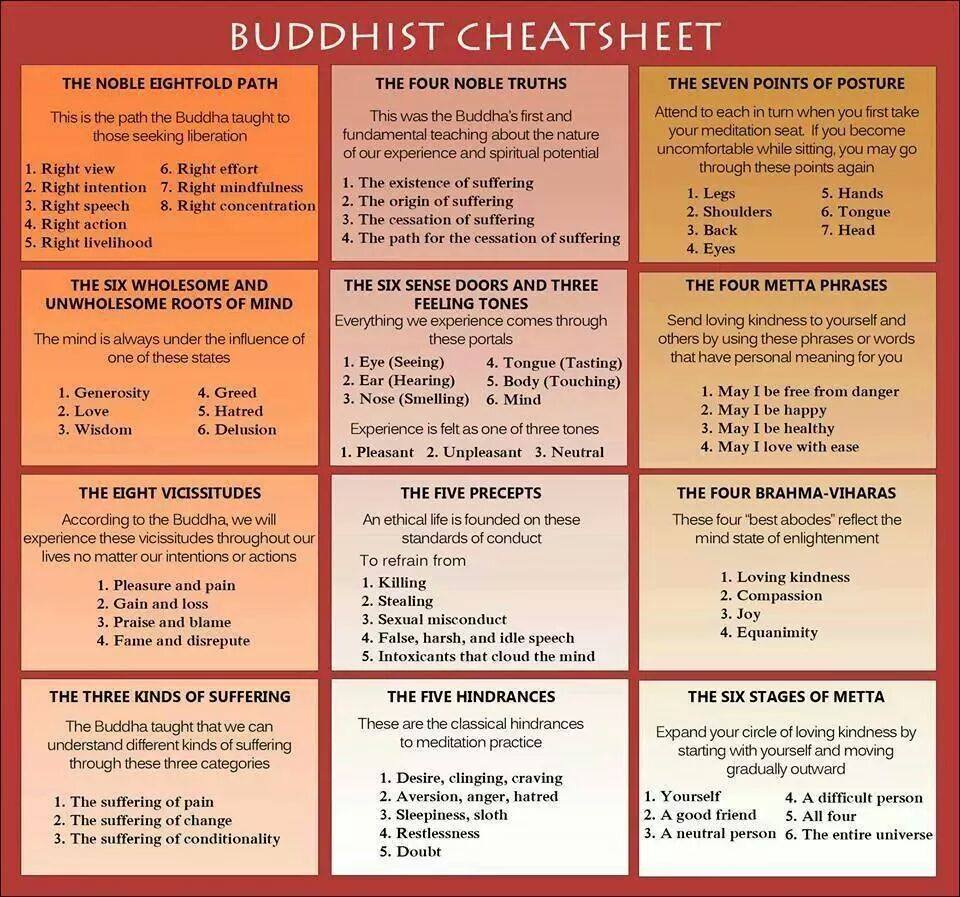 BUDDHIST CHEATSHEET
THE NOBLE EIGHTFOLD PATH
This is the path the Buddha taught to
those seeking liberation
1. Right view
2. Right intention
3. Right speech
4. Right action
5. Right livelihood
6. Right effort
7. Right mindfulness
8. Right concentration
THE FOUR NOBLE TRUTHS
This was the Buddha's first and
fundamental teaching about the nature
of our experience and spiritual potential
1. The existence of suffering
2. The origin of suffering
3. The cessation of suffering
4. The path for the cessation of suffering
THE SEVEN POINTS OF POSTURE
Attend to each in turn when you first take
your meditation seat. If you become
uncomfortable while sitting, you may go
through these points again
1. Legs
2. Shoulders
3. Back
4. Eyes
5. Hands
6. Tongue
7. Head
THE SIX WHOLESOME AND
UNWHOLESOME ROOTS OF MIND
The mind is always under the influence of
one of these states
1. Generosity
2. Love
3. Wisdom
4. Greed
5. Hatred
6. Delusion
THE SIX SENSE DOORS AND THREE
FEELING TONES
Everything we experience comes through
these portals
1. Eye (Seeing)
2. Ear (Hearing)
3. Nose (Smelling)
4. Tongue (Tasting)
5. Body (Touching)
6. Mind
Experience is felt as one of three tones
1. Pleasant 2. Unpleasant 3. Neutral
THE FOUR METTA PHRASES
Send loving kindness to yourself and
others by using these phrases or words
that have personal meaning for you
1. May I be free from danger
2. May I be happy
3. May I be healthy
4. May I love with ease
THE EIGHT VICISSITUDES
According to the Buddha, we will
experience these vicissitudes throughout our
lives no matter our intentions or actions
1. Pleasure and pain
2. Gain and loss
3. Praise and blame
4. Fame and disrepute
THE FIVE PRECEPTS
An ethical life is founded on these
standards of conduct
To refrain from
1. Killing
2. Stealing
3. Sexual misconduct
4. False, harsh, and idle speech
5. Intoxicants that cloud the mind
THE FOUR BRAHMA-VIHARAS
These four "best abodes" reflect the
mind state of enlightenment
1. Loving kindness
2. Compassion
3. Joy
4. Equanimity
THE THREE KINDS OF SUFFERING
The Buddha taught that we can
understand different kinds of suffering
through these three categories
1. The suffering of pain
2. The suffering of change
3. The suffering of conditionality
THE FIVE HINDRANCES
These are the classical hindrances
to meditation practice
1. Desire, clinging, craving
2. Aversion, anger, hatred
3. Sleepiness, sloth
4. Restlessness
5. Doubt
THE SIX STAGES OF METTA
Expand your circle of loving kindness by
starting with yourself and moving
gradually outward
1. Yourself
2. A good friend
3. A neutral person
4. A difficult person
5. All four
6. The entire universe